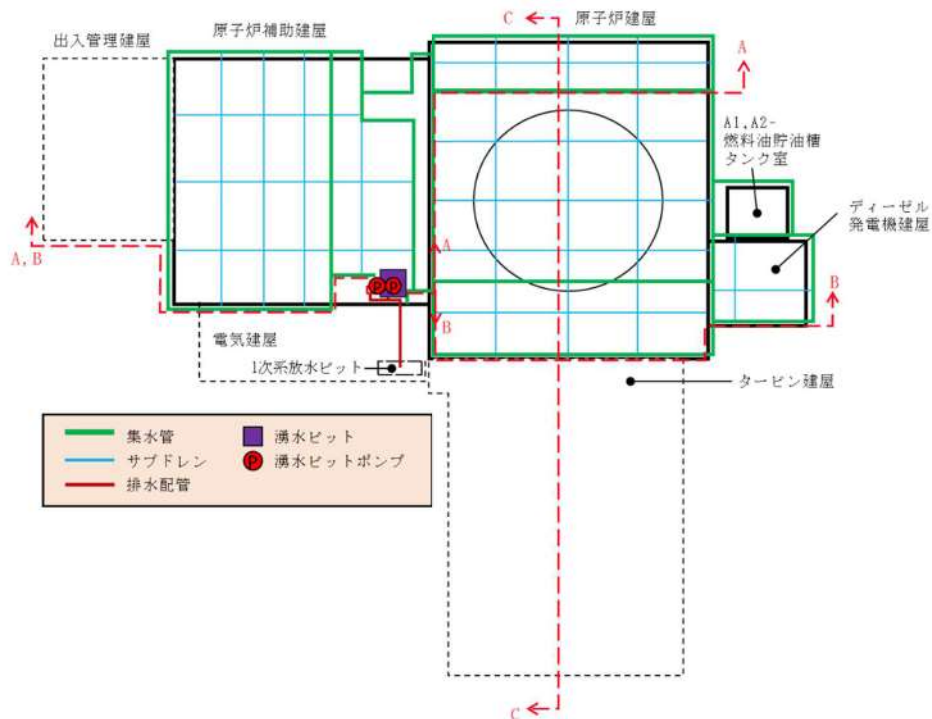 C
原子炉建屋
出入管理建屋
原子炉補助建屋
A
A1,A2-
燃料油貯油槽
タンク室
ディーゼル
発電機建屋
A,B
A
B
B
電気建屋
1次系放水ピット
タービン建屋
集水管
湧水ピット
サブドレン
P
湧水ピットポンプ
排水配管
P
P
C